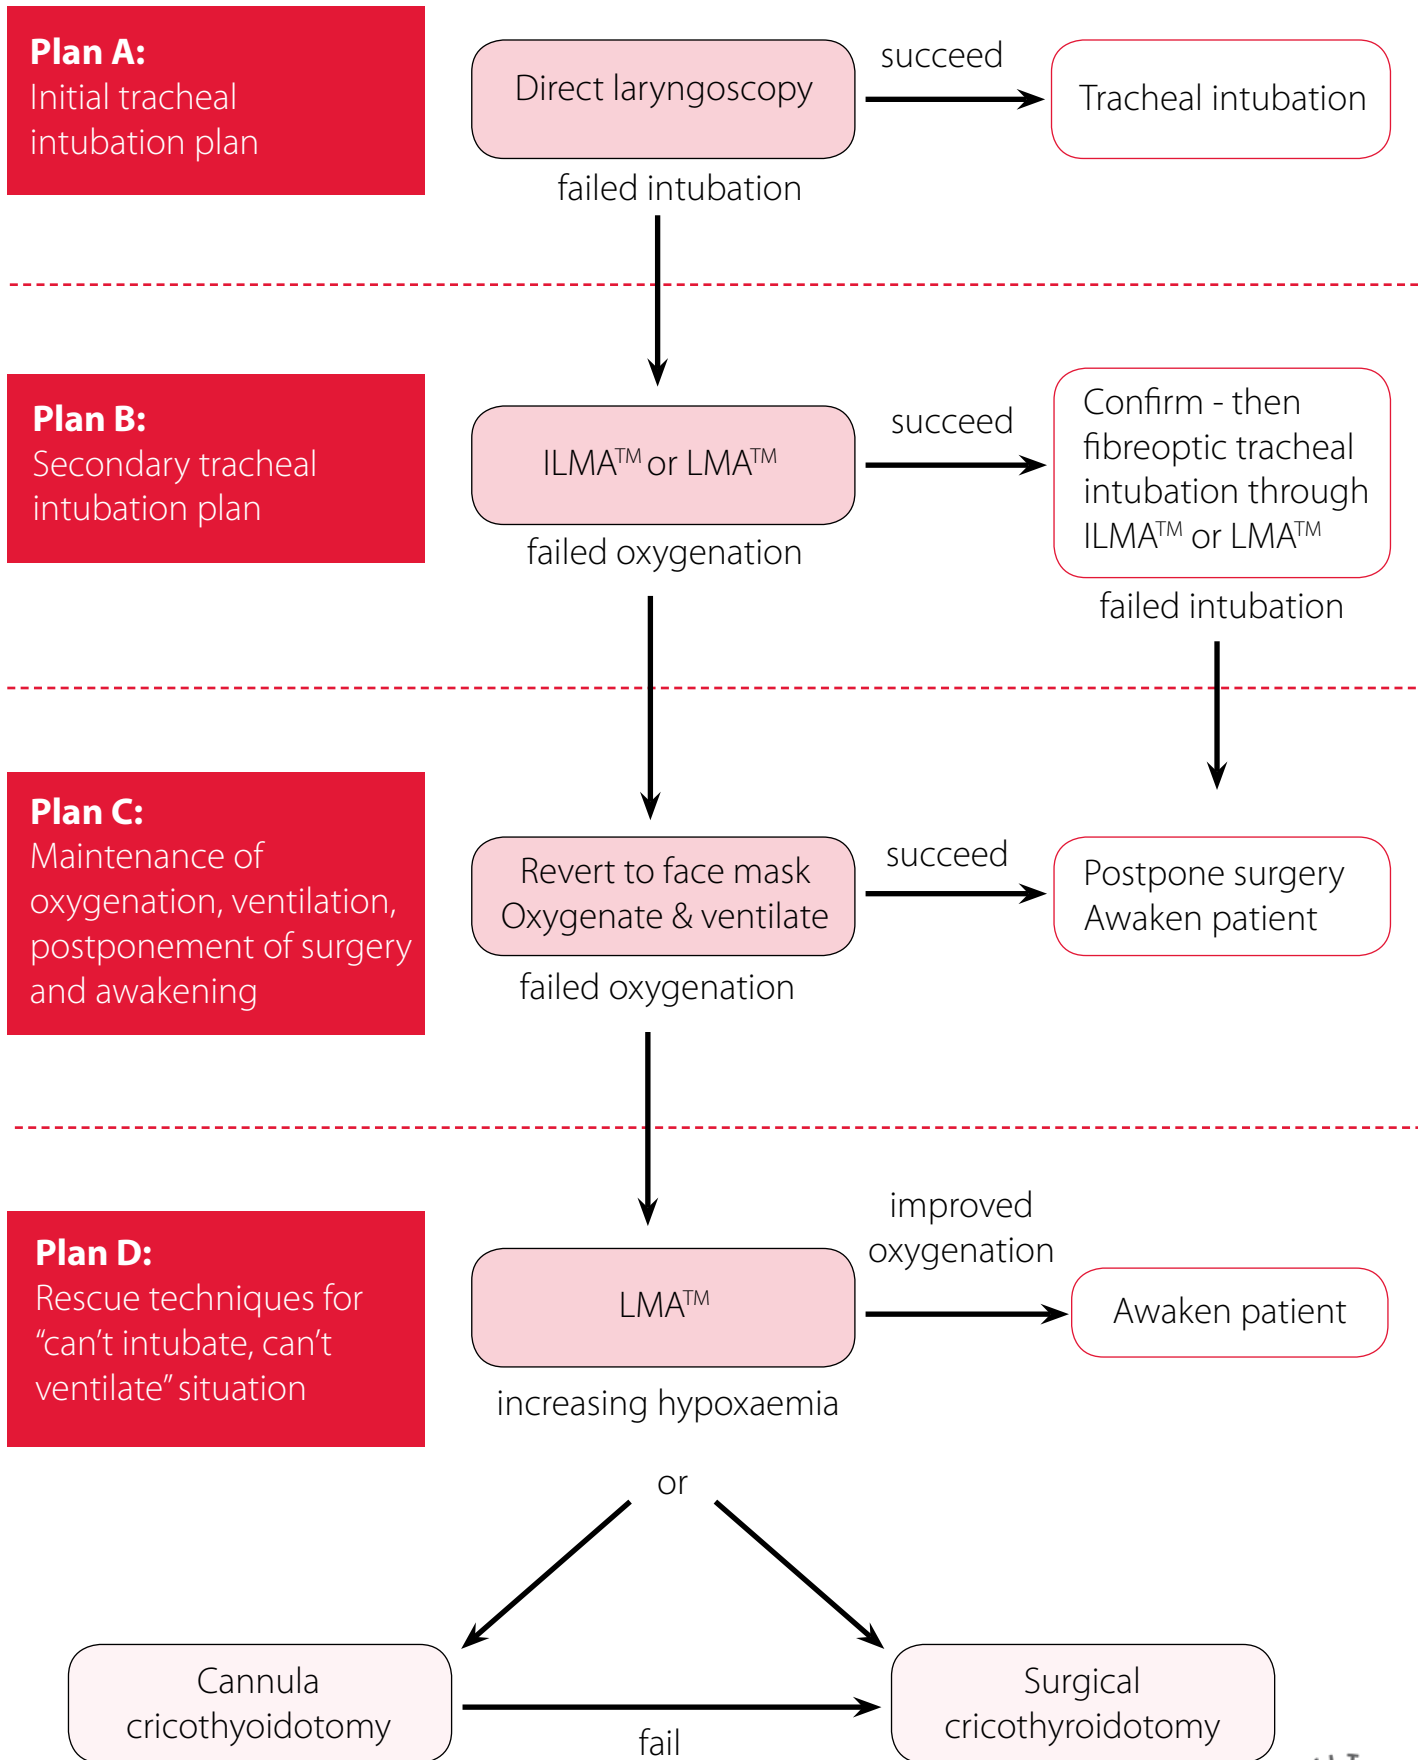 Plan A:
Initial tracheal
intubation plan
Direct laryngoscopy
succeed
Tracheal intubation
failed intubation
Plan B:
Secondary tracheal
intubation plan
ILMA™ or LMA™
succeed
Confirm - then
fibreoptic tracheal
intubation through
ILMA™ or LMA™
failed oxygenation
failed intubation
Plan C:
Maintenance of
oxygenation, ventilation,
postponement of surgery
and awakening
Revert to face mask
Oxygenate & ventilate
succeed
Postpone surgery
Awaken patient
failed oxygenation
Plan D:
Rescue techniques for
“can’t intubate, can’t
ventilate” situation
LMA™
improved
oxygenation
Awaken patient
increasing hypoxaemia
or
Cannula
cricothyoidotomy
fail
Surgical
cricothyroidotomy